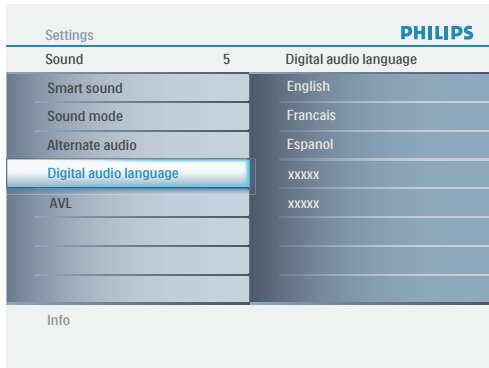 Settings
PHILIPS
Sound 5 Digital audio language
Smart sound English
Sound mode Francais
Alternate audio Espanol
Digital audio language xxxxx
AVL xxxxx
Info